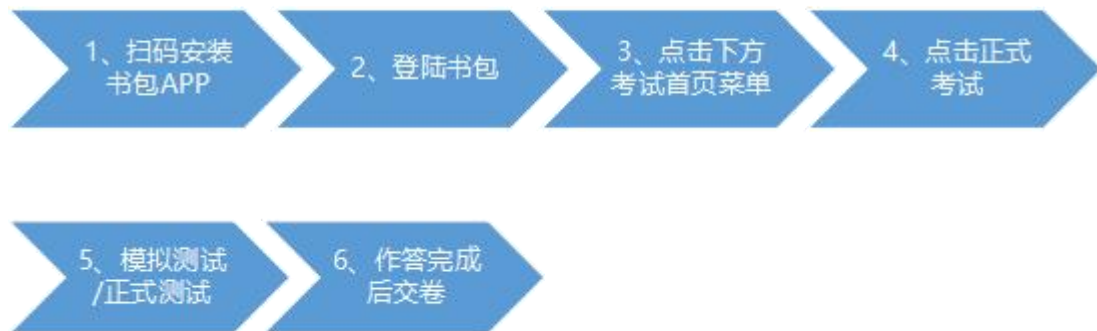 1、扫码安装
书包APP
2、登陆书包
3、点击下方
考试首页菜单
4、点击正式
考试
5、模拟测试
/正式测试
6、作答完成
后交卷